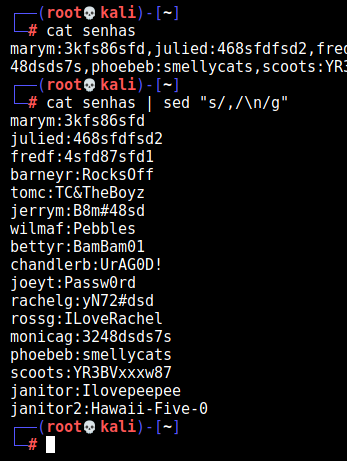 ┌──(root💀kali)-[~]
└─# cat senhas
marym:3kfs86sfd,julied:468sfdfsd2,fred
48dsds7s,phoebeb:smellycats,scoots:YR3
┌──(root💀kali)-[~]
└─# cat senhas | sed "s/,/\n/g"
marym:3kfs86sfd
julied:468sfdfsd2
fredf:4sfd87sfd1
barneyr:RocksOff
tomc:TC&TheBoyz
jerrym:B8m#48sd
wilmaf:Pebbles
bettyr:BamBam01
chandlerb:UrAG0D!
joeyt:Passw0rd
rachelg:yN72#dsd
rossg:ILoveRachel
monicag:3248dsds7s
phoebeb:smellycats
scoots:YR3BVxxxw87
janitor:Ilovepeepee
janitor2:Hawaii-Five-0
┌──(root💀kali)-[~]
└─#